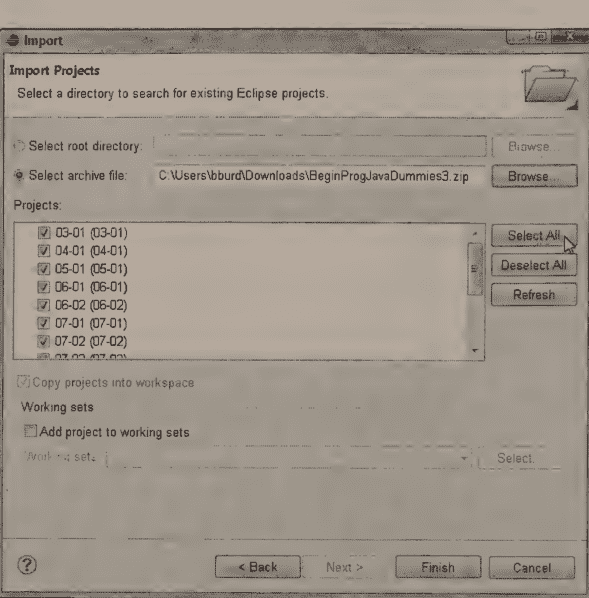 Import
Import Projects
Select a directory to search for existing Eclipse projects.
Select root directory:
Browse...
Select archive file: C:\Users\bburd\Downloads\BeginProgJavaDummies3.zip Browse...
Projects:
03-01 (03-01)
04-01 (04-01)
05-01 (05-01)
06-01 (06-01)
06-02 (06-02)
07-01 (07-01)
07-02 (07-02)
Select All
Deselect All
Refresh
Copy projects into workspace
Working sets
Add project to working sets
Working sets
Select
?
< Back
Next >
Finish
Cancel